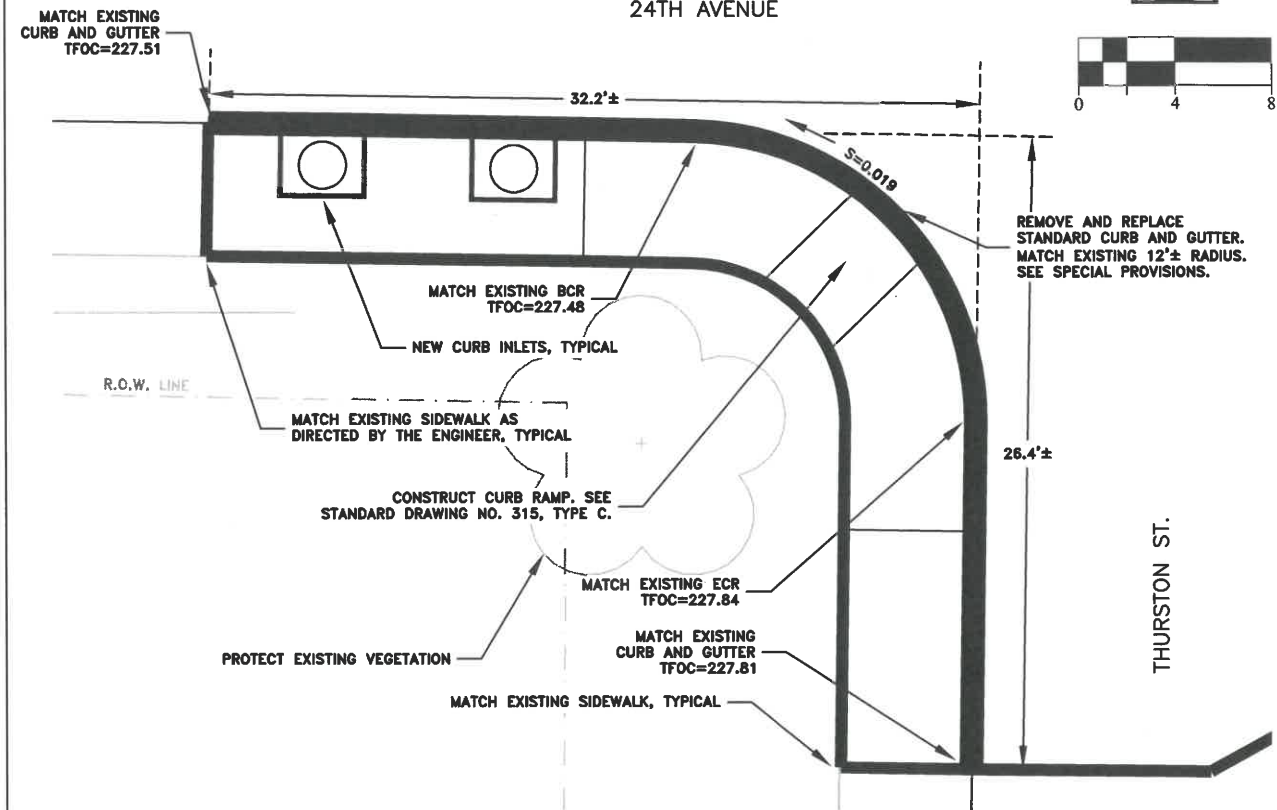 24TH AVENUE
MATCH EXISTING
CURB AND GUTTER
TFOC=227.51
0 4 8
32.2'±
S=0.019
REMOVE AND REPLACE
STANDARD CURB AND GUTTER.
MATCH EXISTING 12'± RADIUS.
SEE SPECIAL PROVISIONS.
MATCH EXISTING BCR
TFOC=227.48
NEW CURB INLETS, TYPICAL
R.O.W. LINE
MATCH EXISTING SIDEWALK AS
DIRECTED BY THE ENGINEER, TYPICAL
26.4'±
CONSTRUCT CURB RAMP. SEE
STANDARD DRAWING NO. 315, TYPE C.
THURSTON ST.
MATCH EXISTING ECR
TFOC=227.84
MATCH EXISTING
CURB AND GUTTER
TFOC=227.81
PROTECT EXISTING VEGETATION
MATCH EXISTING SIDEWALK, TYPICAL